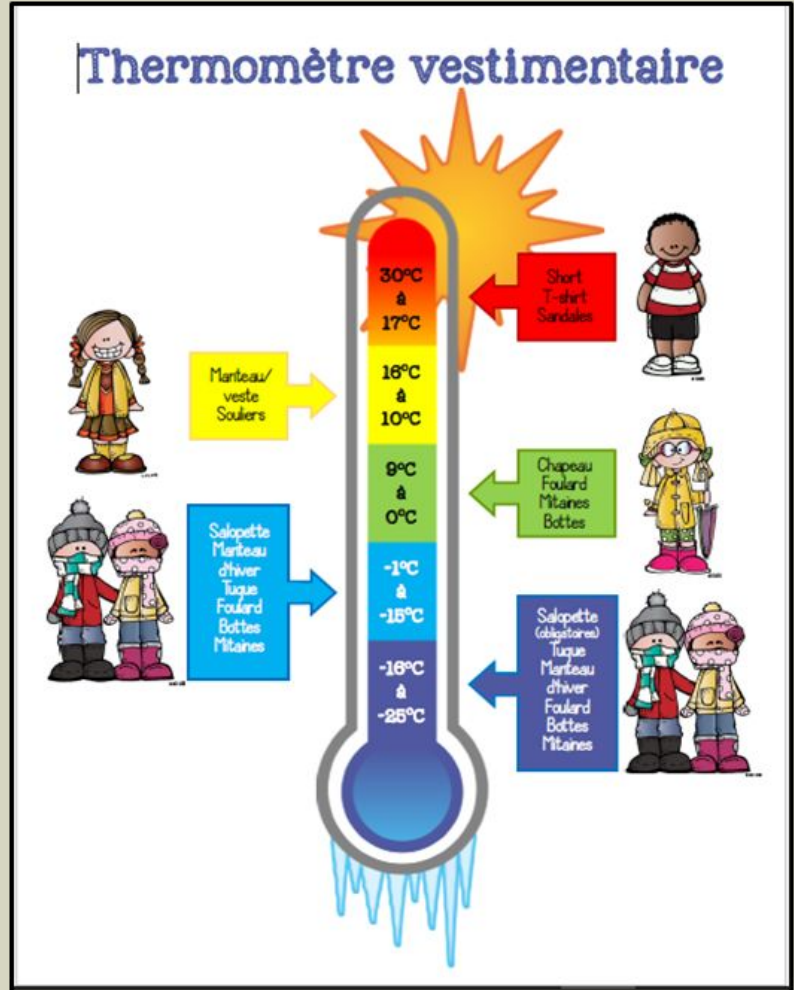 Thermomètre vestimentaire
30°C
à
17°C
Short
T-shirt
Sandales
Manteau/
veste
Souliers
16°C
à
10°C
9°C
à
0°C
Chapeau
Foulard
Mitaines
Bottes
Salopette
Manteau
d'hiver
Tuque
Foulard
Bottes
Mitaines
-1°C
à
-15°C
-16°C
à
-25°C
Salopette
(obligatoires)
Tuque
Manteau
d'hiver
Foulard
Bottes
Mitaines